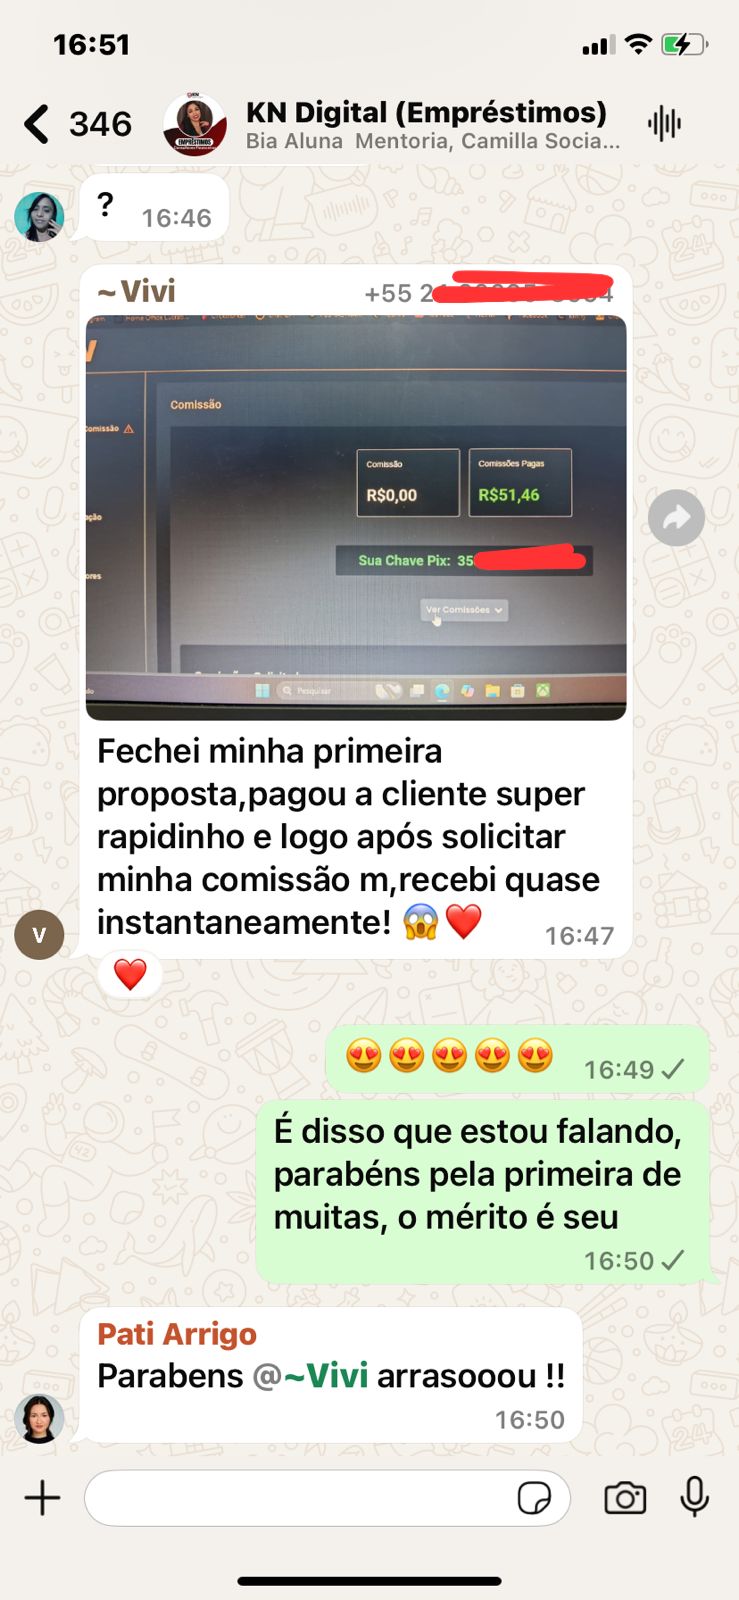 16:51
346
KN Digital (Empréstimos)
Bia Aluna Mentoria, Camilla Socia...
EMPRÉSTIMOS
?
16:46
~Vivi
+55 2
Comissão
Comissão
Comissão
Comissões Pagas
R$0,00
R$51,46
Sua Chave Pix: 35
Ver Comissões
Pesquisar
Fechei minha primeira
proposta,pagou a cliente super
rapidinho e logo após solicitar
minha comissão m,recebi quase
instantaneamente! 😱❤️
16:47
V
❤️
😍😍😍😍😍
16:49
É disso que estou falando,
parabéns pela primeira de
muitas, o mérito é seu
16:50
Pati Arrigo
Parabens @~Vivi arrasooou !!
16:50